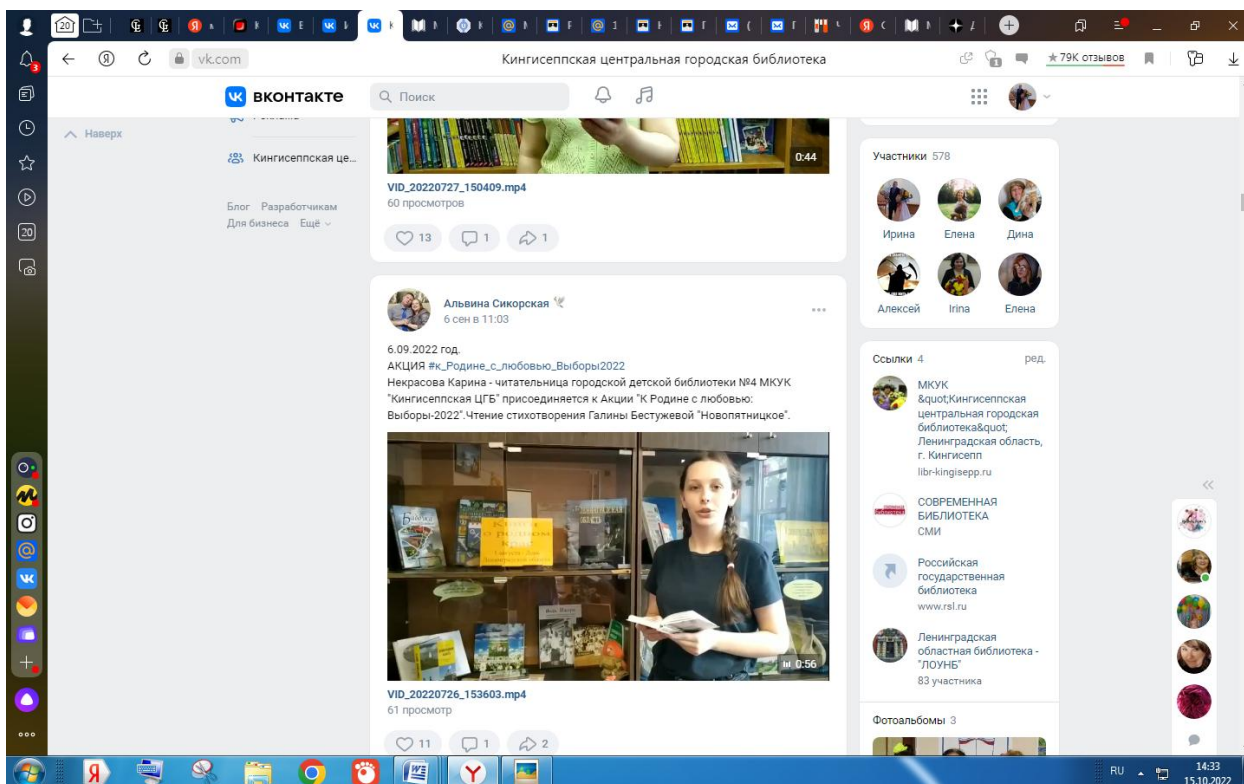 20
vk.com
Кингисеппская центральная городская библиотека
★ 79K отзывов
3
20
ВКОНТАКТЕ
Поиск
Наверх
Кингисеппская це...
Блог Разработчикам
Для бизнеса Ещё
0:44
VID_20220727_150409.mp4
60 просмотров
13 1 1
Альвина Сикорская
6 сен в 11:03
6.09.2022 год.
АКЦИЯ #к_Родине_с_любовью_Выборы2022
Некрасова Карина - читательница городской детской библиотеки №4 МКУК
"Кингисеппская ЦГБ" присоединяется к Акции "К Родине с любовью:
Выборы-2022".Чтение стихотворения Галины Бестужевой "Новопятницкое".
0:56
VID_20220726_153603.mp4
61 просмотр
11 1 2
Участники 578
Ирина Елена Дина
Алексей Irina Елена
Ссылки 4 ред.
МКУК
&quot;Кингисеппская
центральная городская
библиотека&quot;
Ленинградская область,
г. Кингисепп
libr-kingisepp.ru
СОВРЕМЕННАЯ
БИБЛИОТЕКА
СМИ
Российская
государственная
библиотека
www.rsl.ru
Ленинградская
областная библиотека -
"ЛОУНБ"
83 участника
Фотоальбомы 3
RU
14:33
15.10.2022